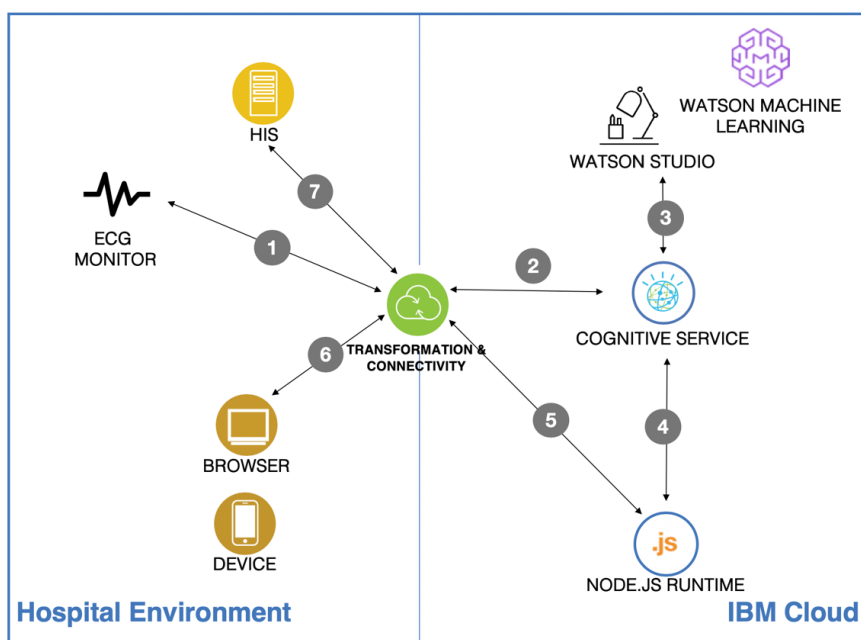 HIS
7
ECG
MONITOR
1
TRANSFORMATION &
CONNECTIVITY
6
BROWSER
DEVICE
Hospital Environment
WATSON MACHINE
LEARNING
WATSON STUDIO
3
2
COGNITIVE SERVICE
5
4
.js
NODE.JS RUNTIME
IBM Cloud